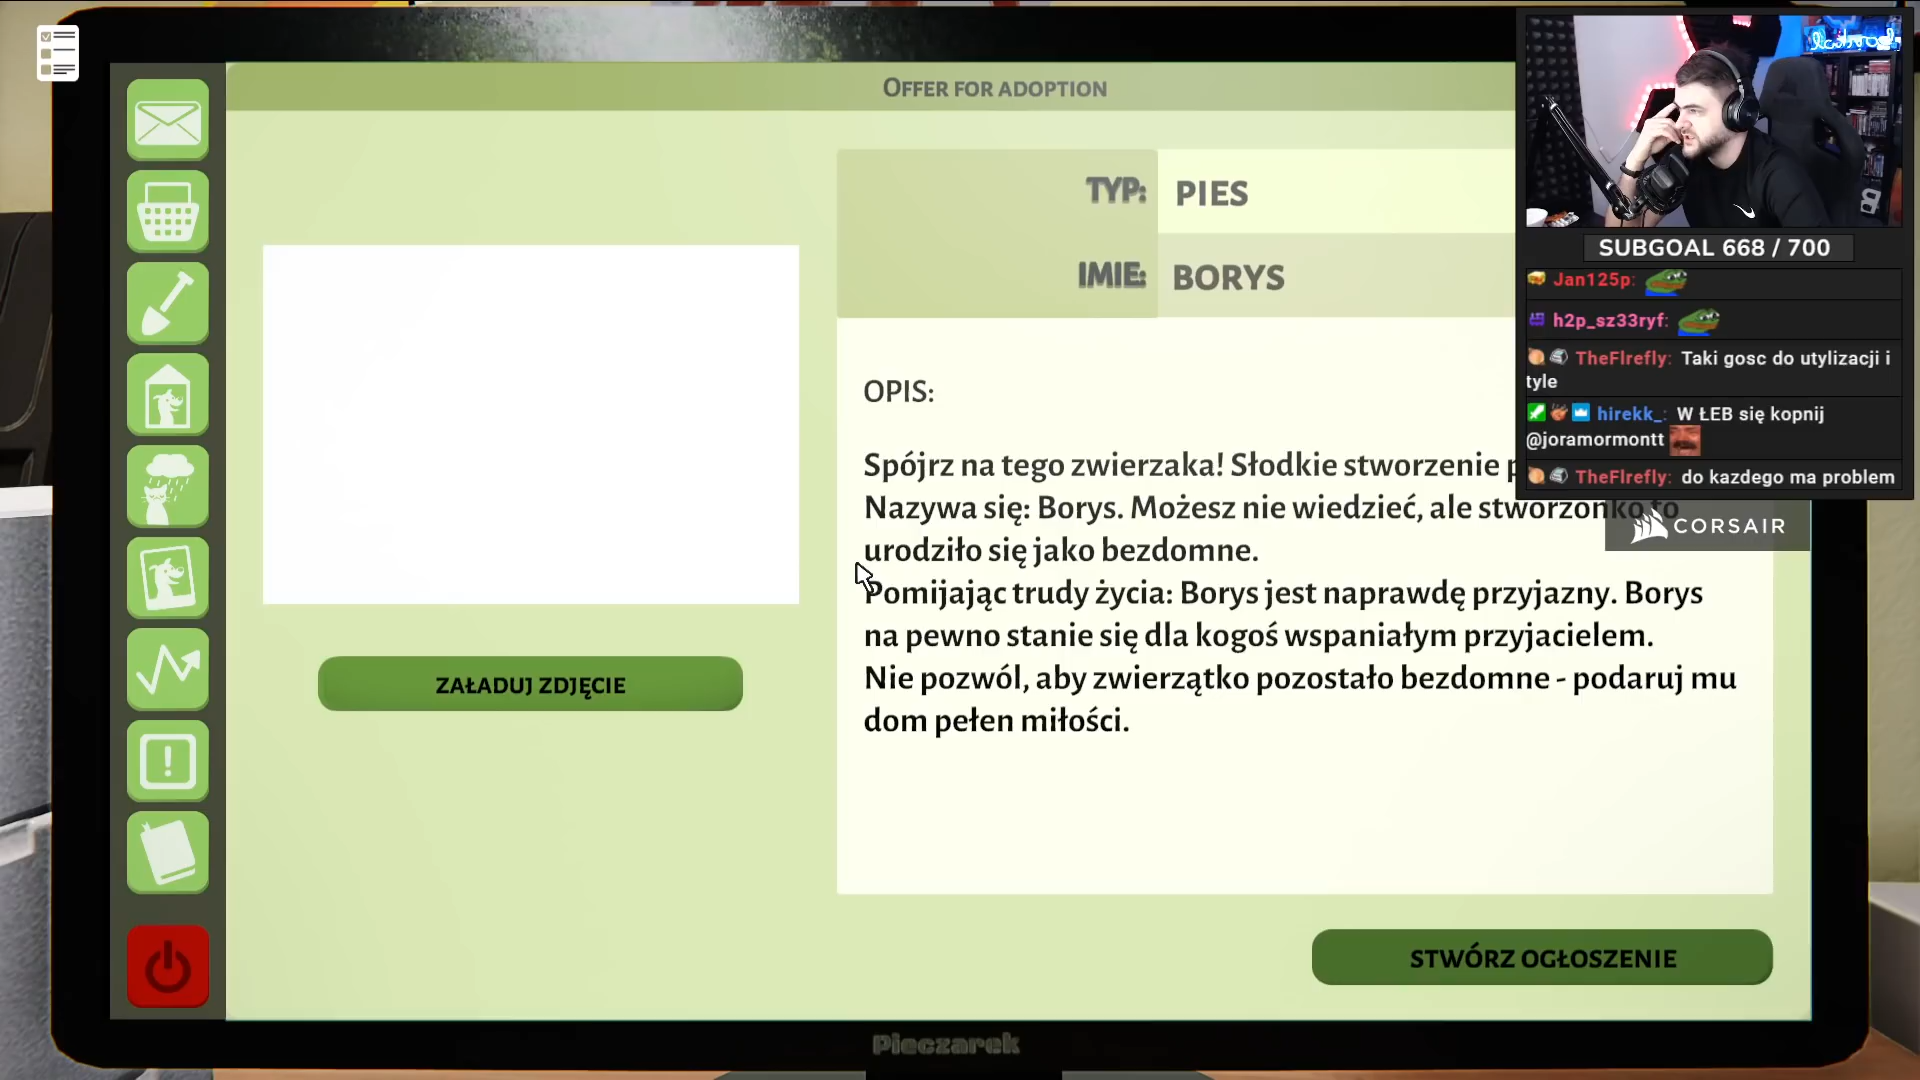 OFFER FOR ADOPTION
TYP: PIES
IMIE: BORYS
OPIS:
Spójrz na tego zwierzaka! Słodkie stworzenie
Nazywa się: Borys. Możesz nie wiedzieć, ale stworzonko to
urodziło się jako bezdomne.
Pomijając trudy życia: Borys jest naprawdę przyjazny. Borys
na pewno stanie się dla kogoś wspaniałym przyjacielem.
Nie pozwól, aby zwierzątko pozostało bezdomne - podaruj mu
dom pełen miłości.
ZAŁADUJ ZDJĘCIE
STWÓRZ OGŁOSZENIE
Pieczarek
SUBGOAL 668 / 700
Jan125p:
h2p_sz33ryf:
TheFIrefly: Taki gosc do utylizacji i
tyle
hirekk_: W ŁEB się kopnij
@joramormontt
TheFIrefly: do kazdego ma problem
CORSAIR